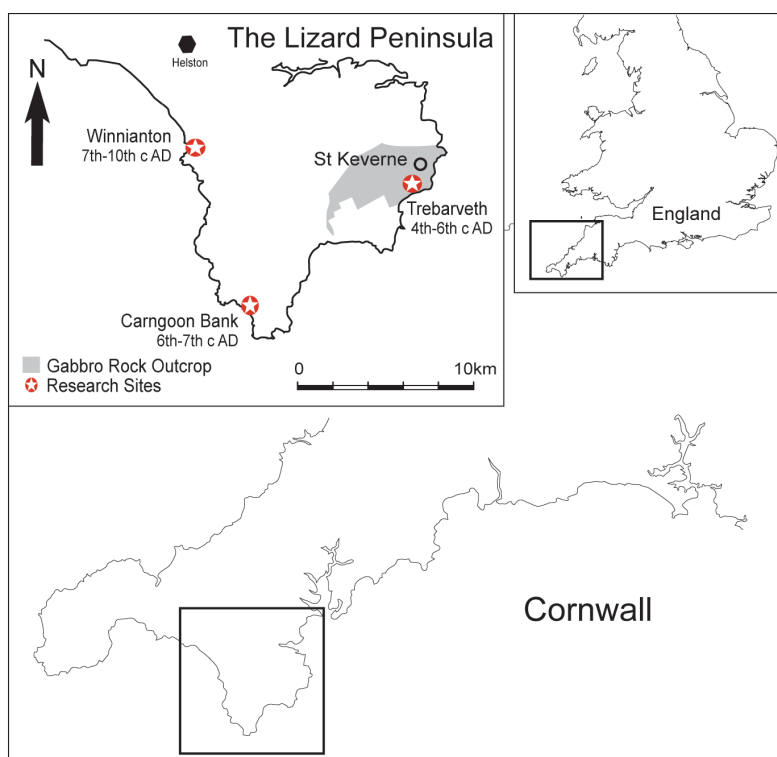 The Lizard Peninsula
N
Helston
Winnianton
7th-10th c AD
St Keverne
Trebarveth
4th-6th c AD
Carngoon Bank
6th-7th c AD
Gabbro Rock Outcrop
Research Sites
0 10km
England
Cornwall